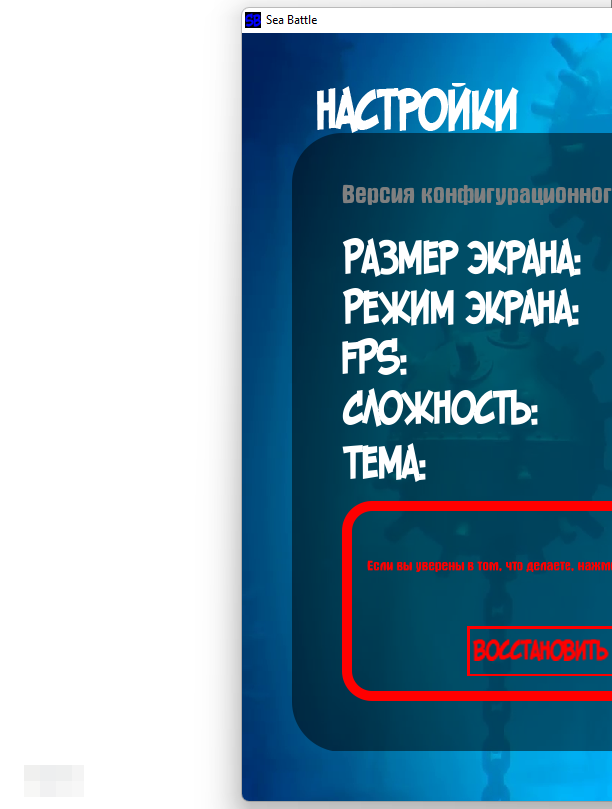 Sea Battle
НАСТРОЙКИ
Версия конфигурационног
РАЗМЕР ЭКРАНА:
РЕЖИМ ЭКРАНА:
FPS:
СЛОЖНОСТЬ:
ТЕМА:
Если вы уверены в том, что делаете, нажм
ВОССТАНОВИТЬ